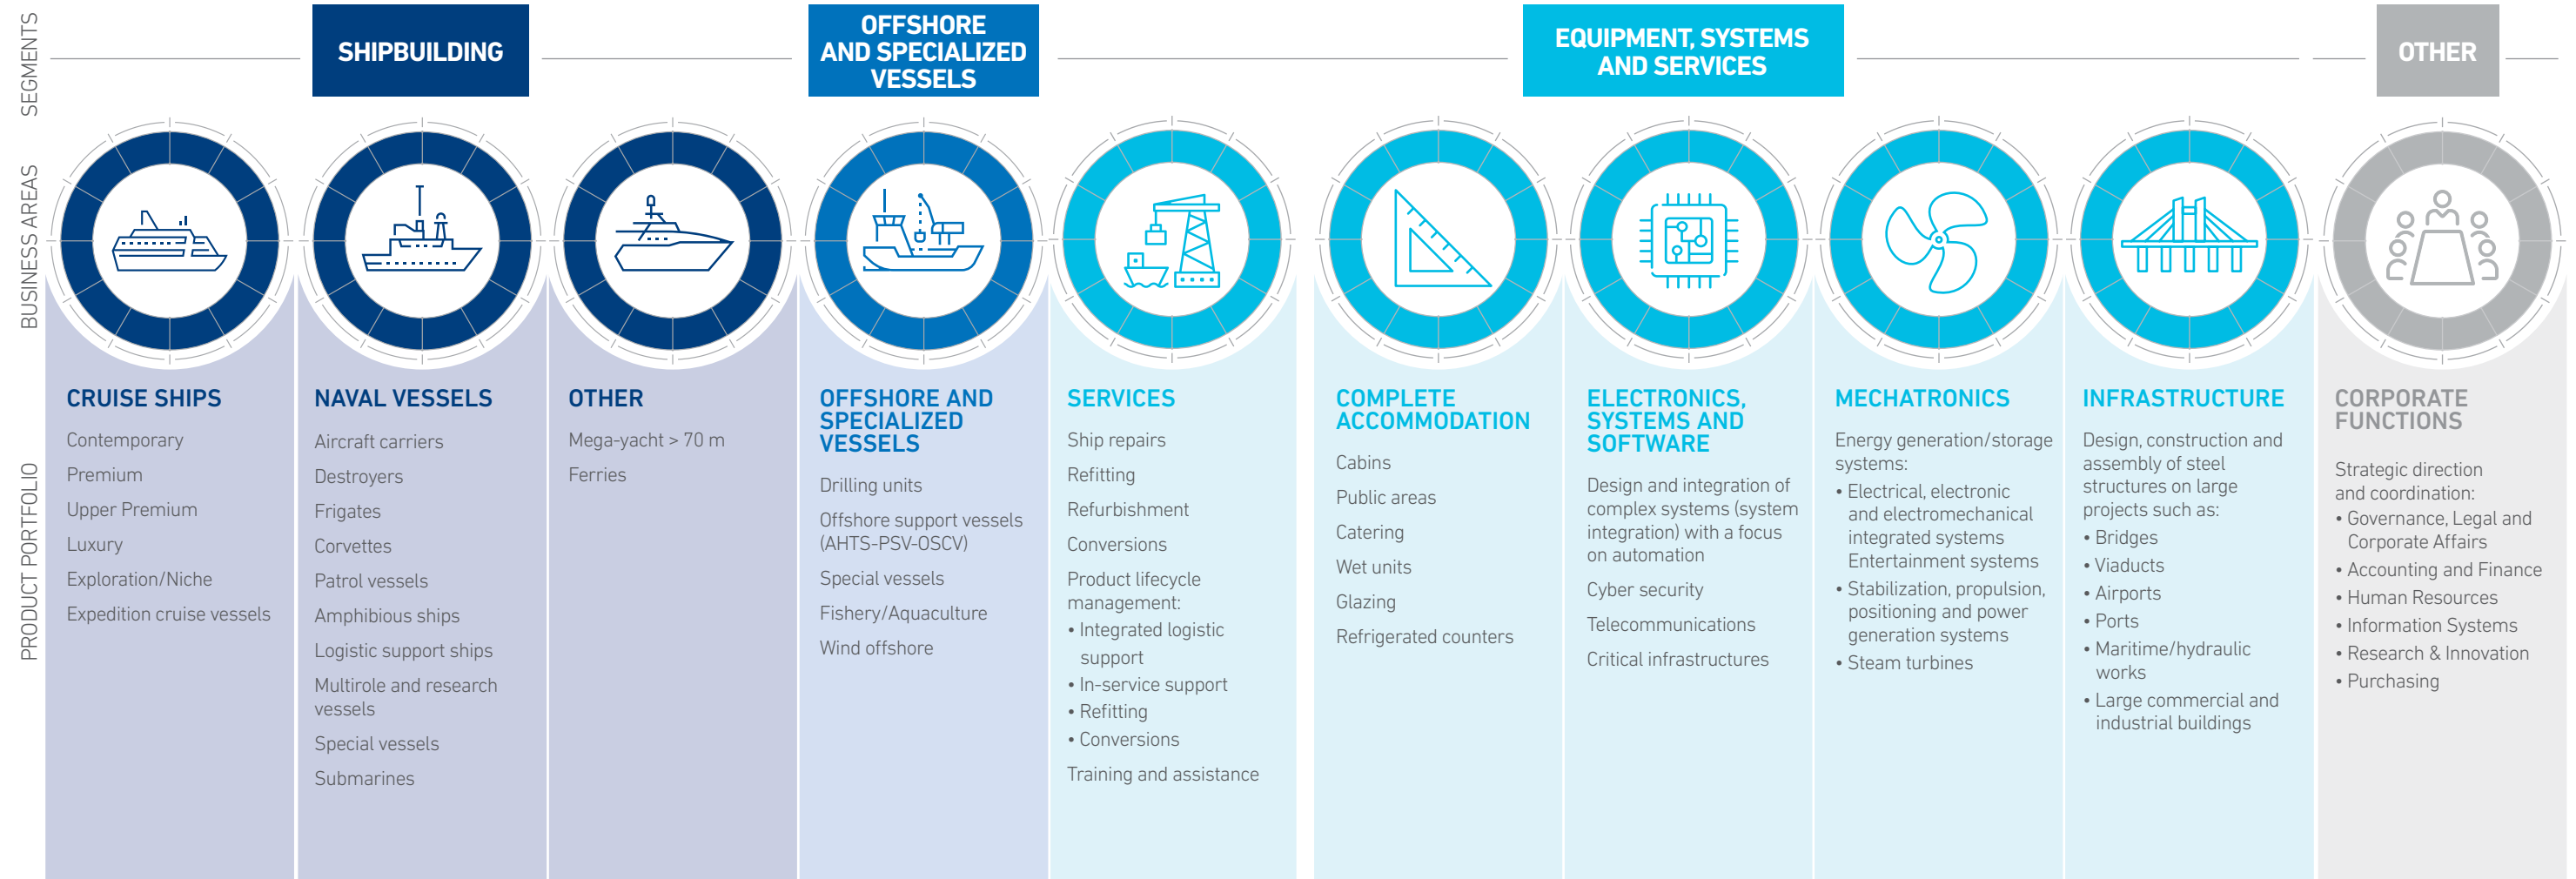 SEGMENTS
SHIPBUILDING
OFFSHORE
AND SPECIALIZED
VESSELS
EQUIPMENT, SYSTEMS
AND SERVICES
OTHER
BUSINESS AREAS
PRODUCT PORTFOLIO
CRUISE SHIPS
Contemporary
Premium
Upper Premium
Luxury
Exploration/Niche
Expedition cruise vessels
NAVAL VESSELS
Aircraft carriers
Destroyers
Frigates
Corvettes
Patrol vessels
Amphibious ships
Logistic support ships
Multirole and research
vessels
Special vessels
Submarines
OTHER
Mega-yacht > 70 m
Ferries
OFFSHORE AND
SPECIALIZED
VESSELS
Drilling units
Offshore support vessels
(AHTS-PSV-OSCV)
Special vessels
Fishery/Aquaculture
Wind offshore
SERVICES
Ship repairs
Refitting
Refurbishment
Conversions
Product lifecycle
management:
• Integrated logistic
support
• In-service support
• Refitting
• Conversions
Training and assistance
COMPLETE
ACCOMMODATION
Cabins
Public areas
Catering
Wet units
Glazing
Refrigerated counters
ELECTRONICS,
SYSTEMS AND
SOFTWARE
Design and integration of
complex systems (system
integration) with a focus
on automation
Cyber security
Telecommunications
Critical infrastructures
MECHATRONICS
Energy generation/storage
systems:
• Electrical, electronic
and electromechanical
integrated systems
Entertainment systems
• Stabilization, propulsion,
positioning and power
generation systems
• Steam turbines
INFRASTRUCTURE
Design, construction and
assembly of steel
structures on large
projects such as:
• Bridges
• Viaducts
• Airports
• Ports
• Maritime/hydraulic
works
• Large commercial and
industrial buildings
CORPORATE
FUNCTIONS
Strategic direction
and coordination:
• Governance, Legal and
Corporate Affairs
• Accounting and Finance
• Human Resources
• Information Systems
• Research & Innovation
• Purchasing